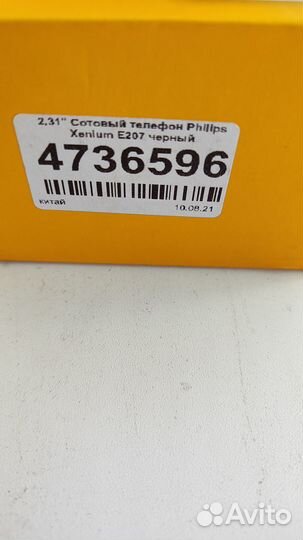 2,31" Сотовый телефон Philips
Xenium E207 черный
4736596
китай 10.08.21
Avito